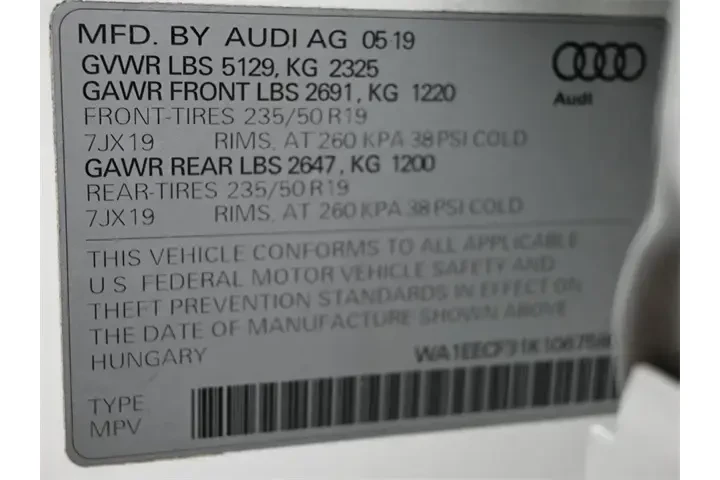 MFD. BY AUDI AG 05 19
GVWR LBS 5129, KG 2325
GAWR FRONT LBS 2691, KG 1220
FRONT-TIRES 235/50 R19
7JX19 RIMS, AT 260 KPA 38 PSI COLD
GAWR REAR LBS 2647, KG 1200
REAR-TIRES 235/50 R19
7JX19 RIMS, AT 260 KPA 38 PSI COLD
Audi
THIS VEHICLE CONFORMS TO ALL APPLICABLE
U S FEDERAL MOTOR VEHICLE SAFETY AND
THEFT PREVENTION STANDARDS IN EFFECT ON
THE DATE OF MANUFACTURE SHOWN ABOVE
HUNGARY
TYPE
MPV